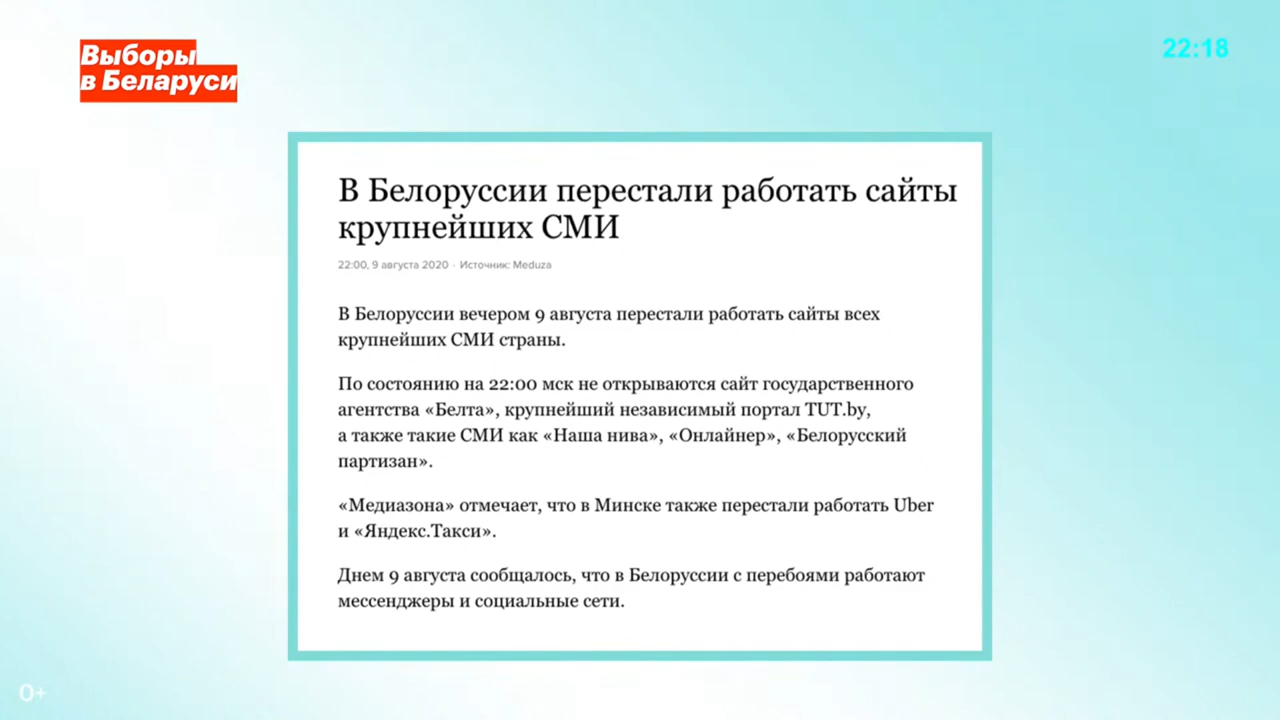 Выборы
в Беларуси
22:18
В Белоруссии перестали работать сайты
крупнейших СМИ
22:00, 9 августа 2020 · Источник: Meduza
В Белоруссии вечером 9 августа перестали работать сайты всех
крупнейших СМИ страны.
По состоянию на 22:00 мск не открываются сайт государственного
агентства «Белта», крупнейший независимый портал TUT.by,
а также такие СМИ как «Наша нива», «Онлайнер», «Белорусский
партизан».
«Медиазона» отмечает, что в Минске также перестали работать Uber
и «Яндекс.Такси».
Днем 9 августа сообщалось, что в Белоруссии с перебоями работают
мессенджеры и социальные сети.
0+